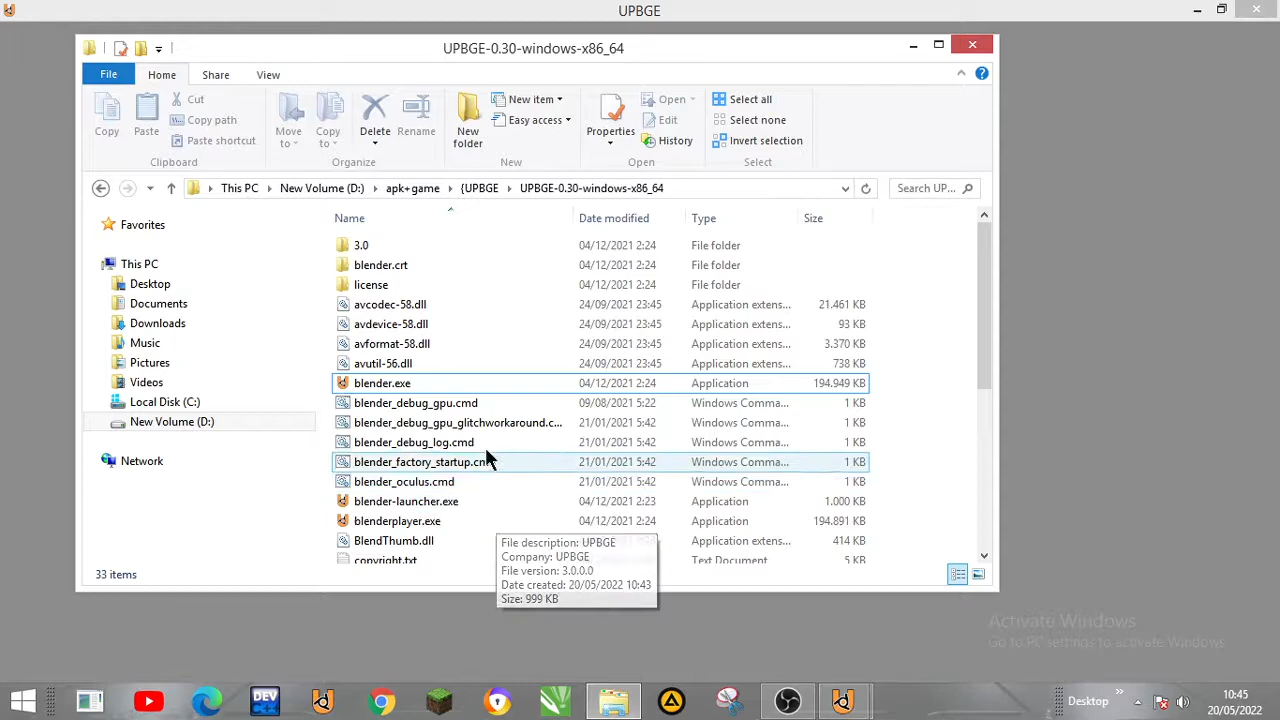 UPBGE
UPBGE-0.30-windows-x86_64
File Home Share View
Copy
Paste
Cut
Copy path
Paste shortcut
Clipboard
Move to
Copy to
Delete
Rename
Organize
New folder
New item
Easy access
New
Properties
Open
Edit
History
Open
Select all
Select none
Invert selection
Select
This PC New Volume (D:) apk+game {UPBGE UPBGE-0.30-windows-x86_64
Search UP...
Favorites
This PC
Desktop
Documents
Downloads
Music
Pictures
Videos
Local Disk (C:)
New Volume (D:)
Network
Name Date modified Type Size
3.0 04/12/2021 2:24 File folder
blender.crt 04/12/2021 2:24 File folder
license 04/12/2021 2:24 File folder
avcodec-58.dll 24/09/2021 23:45 Application extens... 21.461 KB
avdevice-58.dll 24/09/2021 23:45 Application extens... 93 KB
avformat-58.dll 24/09/2021 23:45 Application extens... 3.370 KB
avutil-56.dll 24/09/2021 23:45 Application extens... 738 KB
blender.exe 04/12/2021 2:24 Application 194.949 KB
blender_debug_gpu.cmd 09/08/2021 5:22 Windows Comma... 1 KB
blender_debug_gpu_glitchworkaround.c... 21/01/2021 5:42 Windows Comma... 1 KB
blender_debug_log.cmd 21/01/2021 5:42 Windows Comma... 1 KB
blender_factory_startup.cm 21/01/2021 5:42 Windows Comma... 1 KB
blender_oculus.cmd 21/01/2021 5:42 Windows Comma... 1 KB
blender-launcher.exe 04/12/2021 2:23 Application 1.000 KB
blenderplayer.exe 04/12/2021 2:24 Application 194.891 KB
BlendThumb.dll Application extens... 414 KB
copyright.txt Text Document 5 KB
File description: UPBGE
Company: UPBGE
File version: 3.0.0.0
Date created: 20/05/2022 10:43
Size: 999 KB
33 items
Activate Windows
Go to PC settings to activate Windows.
DEV
Desktop
10:45
20/05/2022